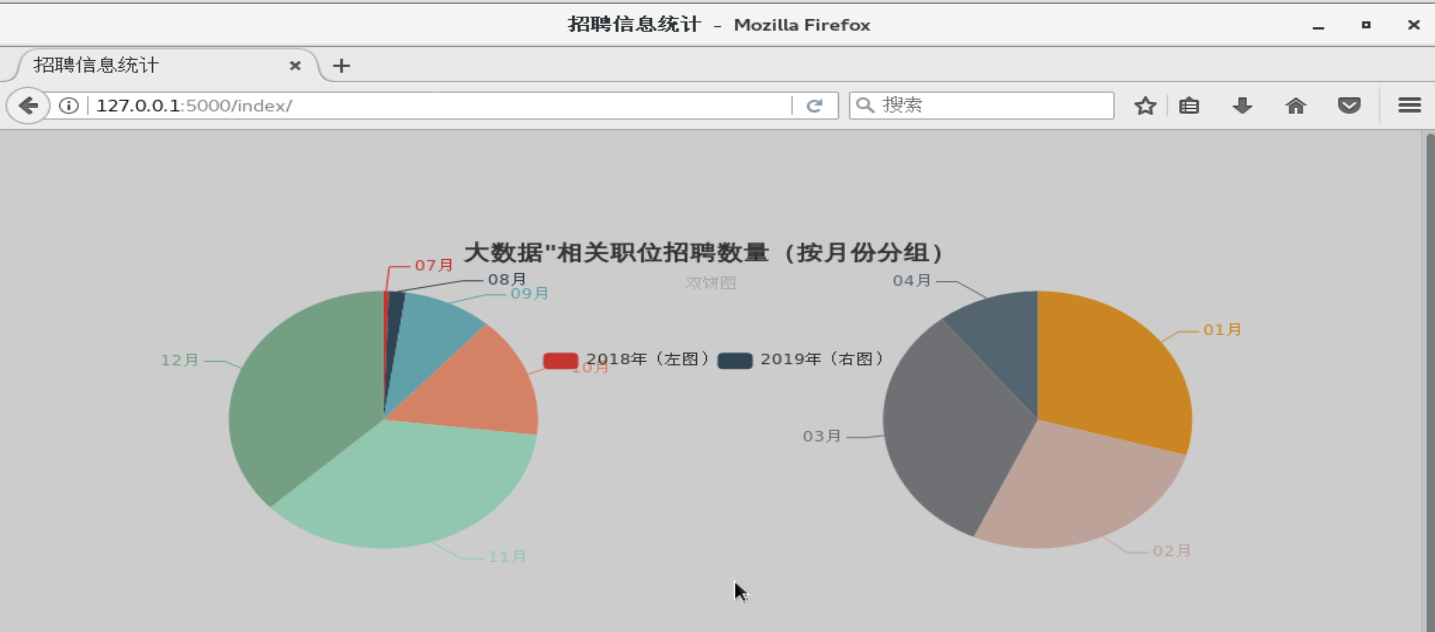 招聘信息统计 - Mozilla Firefox
招聘信息统计
127.0.0.1:5000/index/
搜索
大数据"相关职位招聘数量（按月份分组）
双饼图
07月
08月
09月
04月
01月
12月
2018年（左图） 2019年（右图）
10月
03月
11月
02月